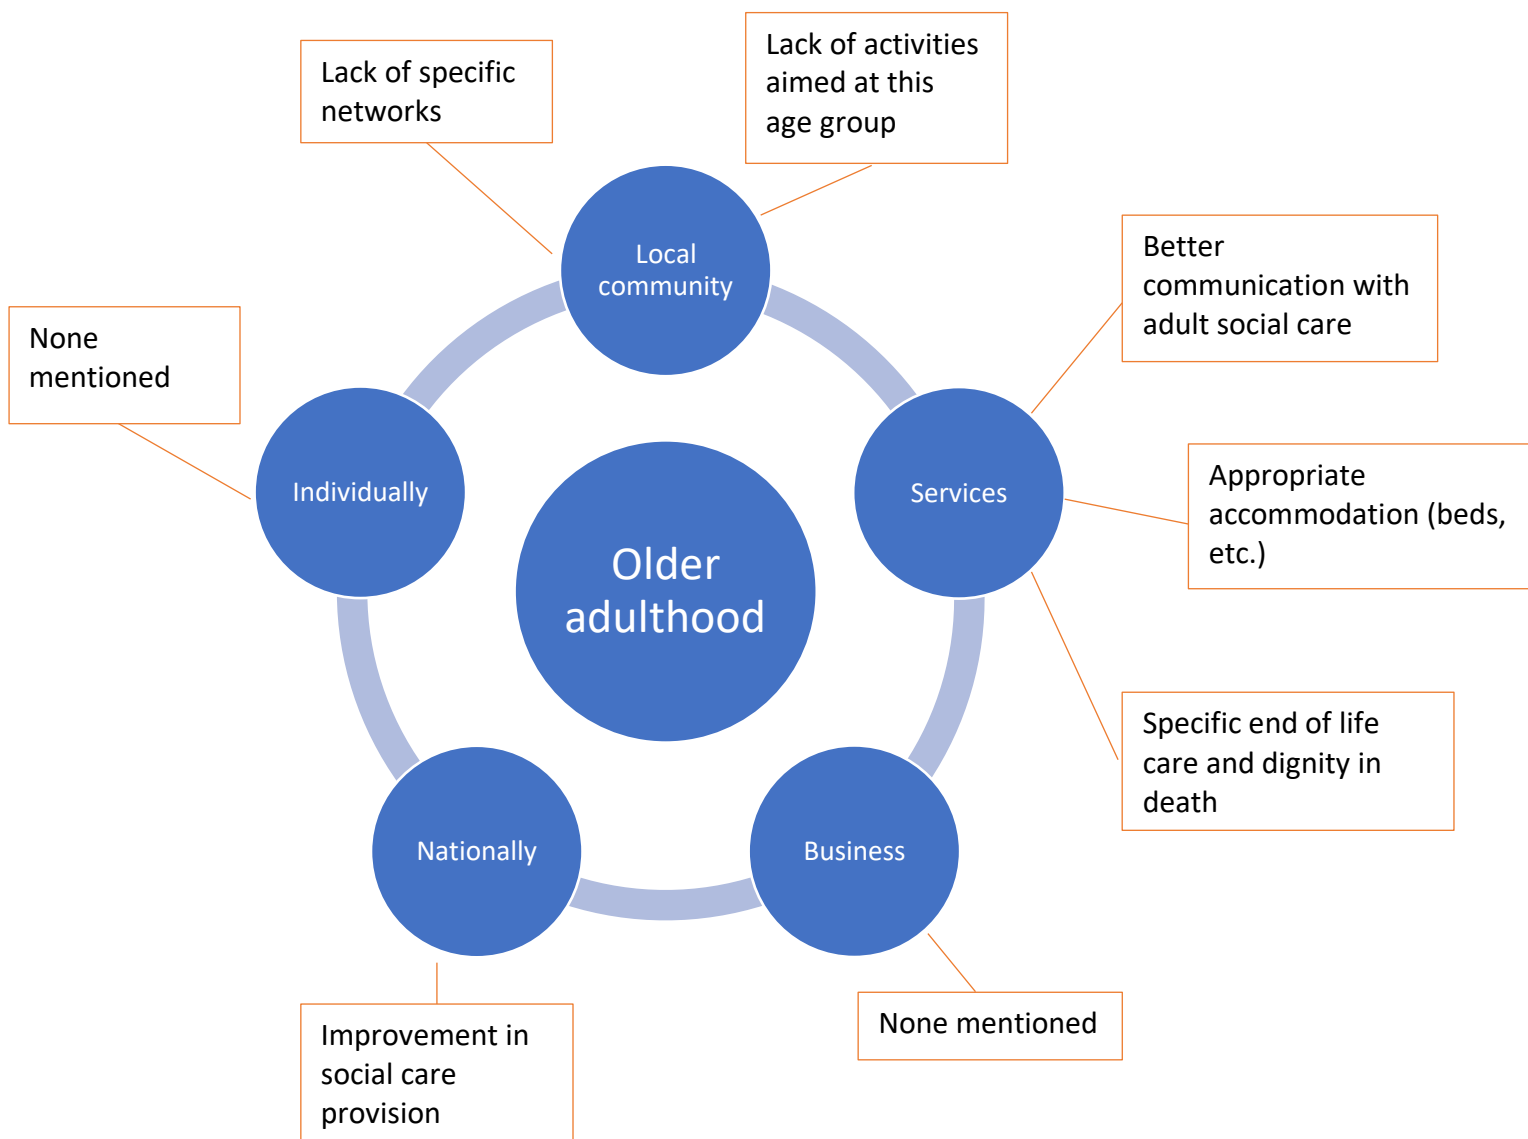 Lack of specific
networks
Lack of activities
aimed at this
age group
Local
community
Better
communication with
adult social care
None
mentioned
Individually
Services
Appropriate
accommodation (beds,
etc.)
Older
adulthood
Specific end of life
care and dignity in
death
Nationally
Business
None mentioned
Improvement in
social care
provision